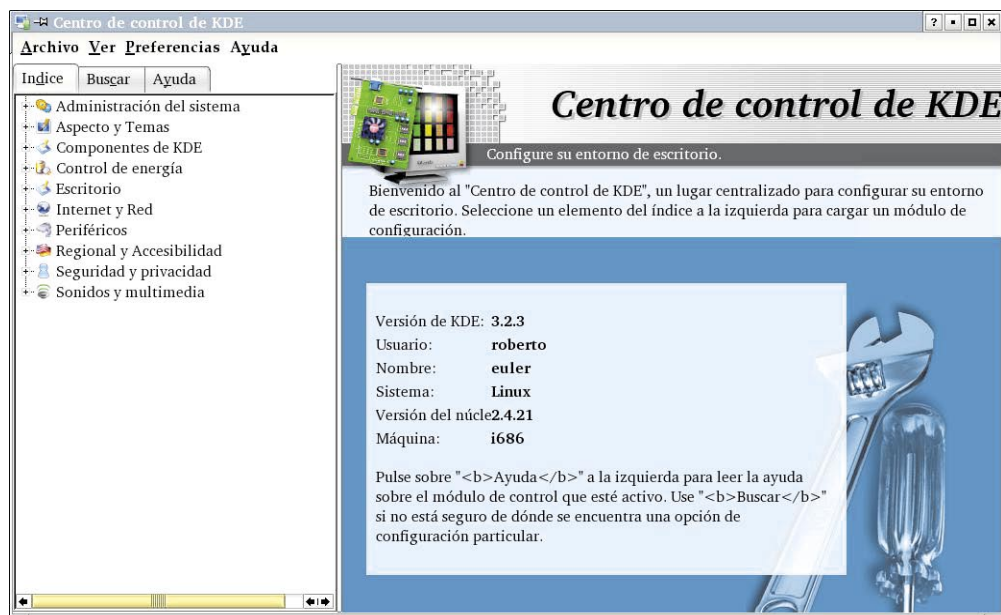 Centro de control de KDE
Archivo Ver Preferencias Ayuda
Indice Buscar Ayuda
Administración del sistema
Aspecto y Temas
Componentes de KDE
Control de energía
Escritorio
Internet y Red
Periféricos
Regional y Accesibilidad
Seguridad y privacidad
Sonidos y multimedia
Centro de control de KDE
Configure su entorno de escritorio.
Bienvenido al "Centro de control de KDE", un lugar centralizado para configurar su entorno
de escritorio. Seleccione un elemento del índice a la izquierda para cargar un módulo de
configuración.
Versión de KDE: 3.2.3
Usuario: roberto
Nombre: euler
Sistema: Linux
Versión del núcle2.4.21
Máquina: i686
Pulse sobre "<b>Ayuda</b>" a la izquierda para leer la ayuda
sobre el módulo de control que esté activo. Use "<b>Buscar</b>"
si no está seguro de dónde se encuentra una opción de
configuración particular.